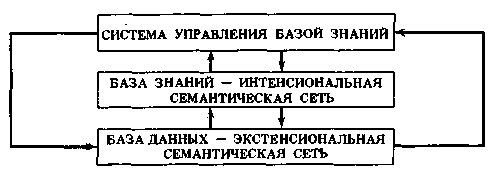 СИСТЕМА УПРАВЛЕНИЯ БАЗОЙ ЗНАНИЙ
БАЗА ЗНАНИЙ – ИНТЕНСИОНАЛЬНАЯ
СЕМАНТИЧЕСКАЯ СЕТЬ
БАЗА ДАННЫХ – ЭКСТЕНСИОНАЛЬНАЯ
СЕМАНТИЧЕСКАЯ СЕТЬ